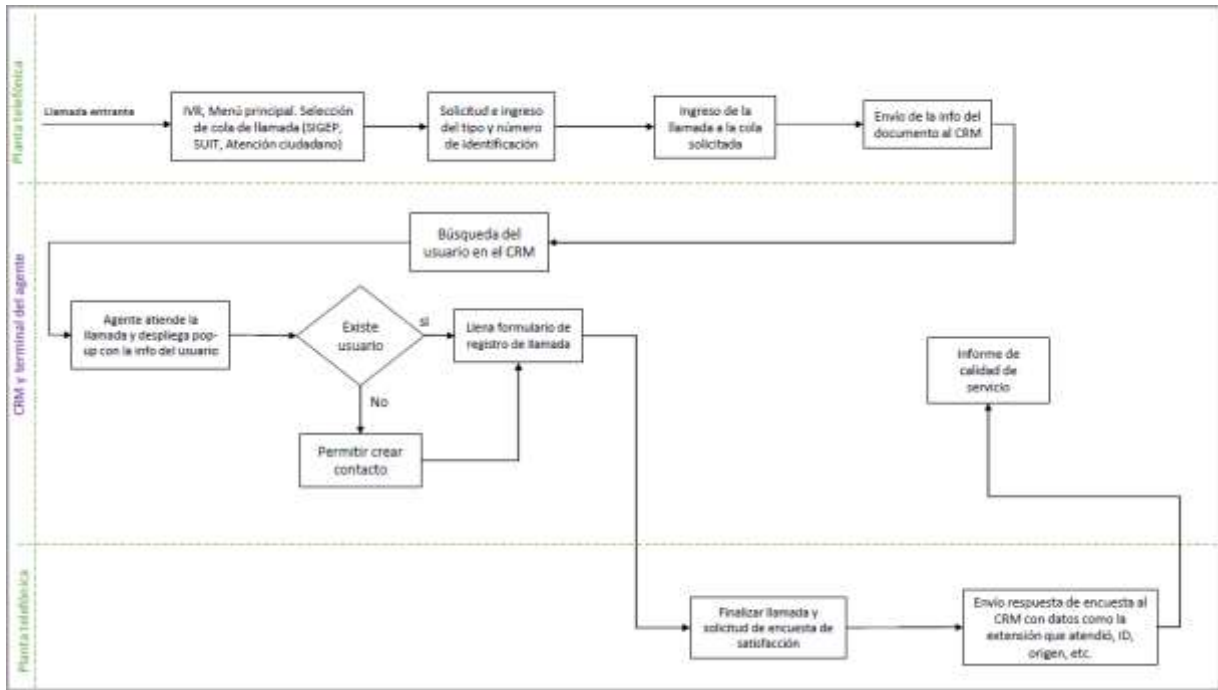 Planta telefónica
Llamada entrante
IVR, Menú principal. Selección
de cola de llamada (SIGEP,
SUIT, Atención ciudadano)
Solicitud e ingreso
del tipo y número
de identificación
Ingreso de la
llamada a la cola
solicitada
Envío de la info del
documento al CRM
CRM y terminal del agente
Búsqueda del
usuario en el CRM
Agente atiende la
llamada y despliega pop-
up con la info del usuario
Existe
usuario
si
No
Llena formulario de
registro de llamada
Permitir crear
contacto
Informe de
calidad de
servicio
Planta telefónica
Finalizar llamada y
solicitud de encuesta de
satisfacción
Envío respuesta de encuesta al
CRM con datos como la
extensión que atendió, ID,
origen, etc.